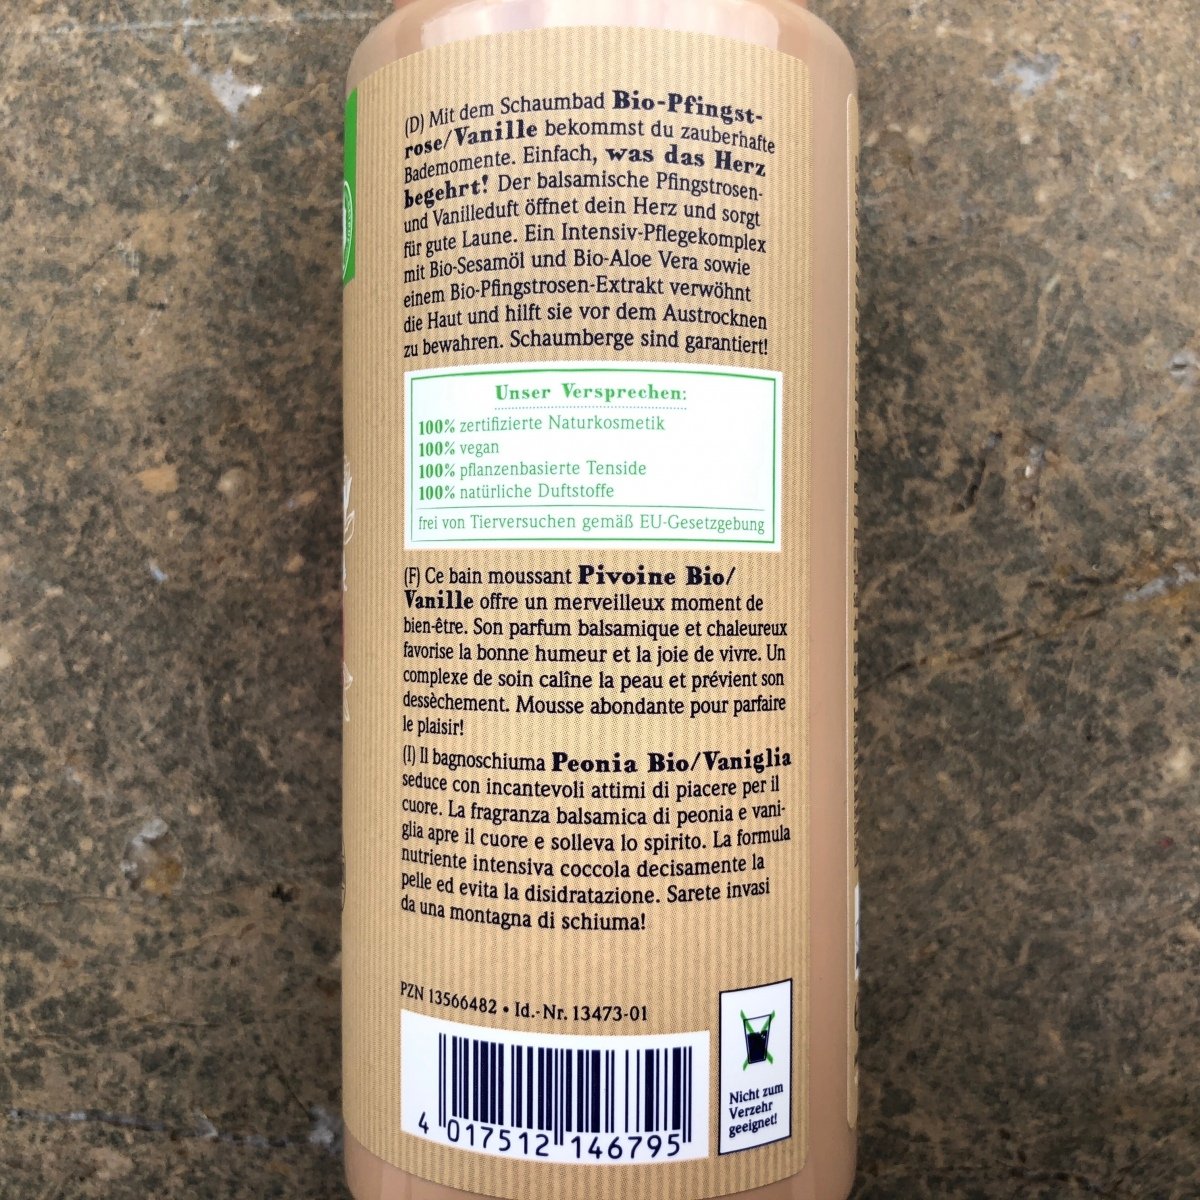 (D) Mit dem Schaumbad Bio-Pfingst-
rose/Vanille bekommst du zauberhafte
Bademomente. Einfach, was das Herz
begehrt! Der balsamische Pfingstrosen-
und Vanilleduft öffnet dein Herz und sorgt
für gute Laune. Ein Intensiv-Pflegekomplex
mit Bio-Sesamöl und Bio-Aloe Vera sowie
einem Bio-Pfingstrosen-Extrakt verwöhnt
die Haut und hilft sie vor dem Austrocknen
zu bewahren. Schaumberge sind garantiert!
Unser Versprechen:
100% zertifizierte Naturkosmetik
100% vegan
100% pflanzenbasierte Tenside
100% natürliche Duftstoffe
frei von Tierversuchen gemäß EU-Gesetzgebung
(F) Ce bain moussant Pivoine Bio/
Vanille offre un merveilleux moment de
bien-être. Son parfum balsamique et chaleureux
favorise la bonne humeur et la joie de vivre. Un
complexe de soin calîne la peau et prévient son
dessèchement. Mousse abondante pour parfaire
le plaisir!
(I) Il bagnoschiuma Peonia Bio/Vaniglia
seduce con incantevoli attimi di piacere per il
cuore. La fragranza balsamica di peonia e vani-
glia apre il cuore e solleva lo spirito. La formula
nutriente intensiva coccola decisamente la
pelle ed evita la disidratazione. Sarete invasi
da una montagna di schiuma!
PZN 13566482 • Id.-Nr. 13473-01
4 017512 146795
Nicht zum
Verzehr
geeignet!